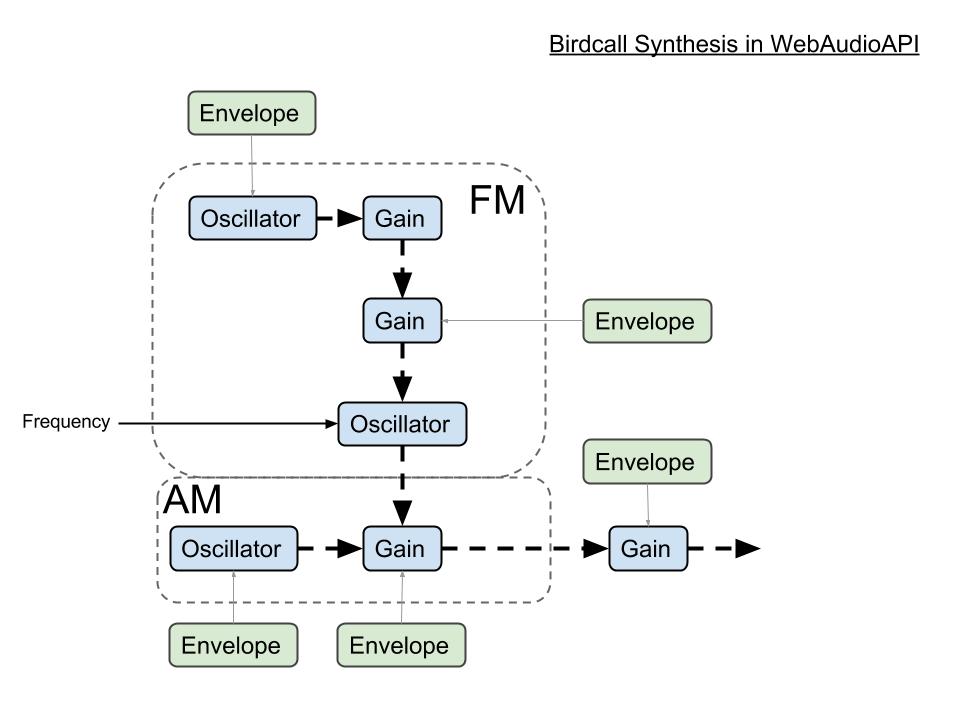 Birdcall Synthesis in WebAudioAPI
Envelope
FM
Oscillator
Gain
Gain
Envelope
Frequency
Oscillator
Envelope
AM
Oscillator
Gain
Gain
Envelope
Envelope